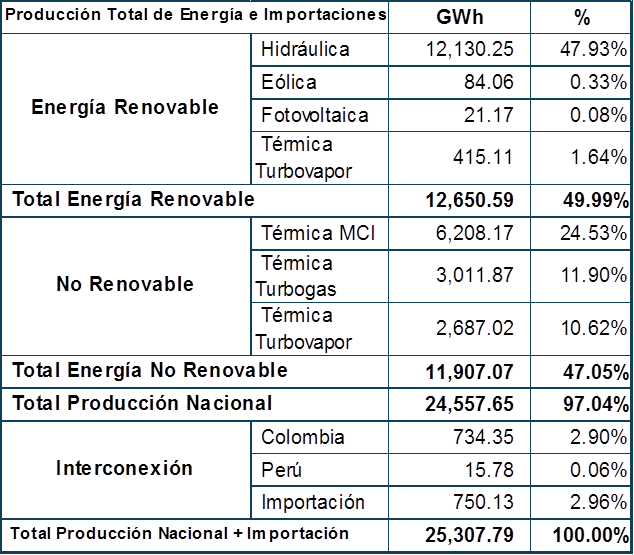 Producción Total de Energía e Importaciones GWh %
Energía Renovable
Hidráulica 12,130.25 47.93%
Eólica 84.06 0.33%
Fotovoltaica 21.17 0.08%
Térmica
Turbovapor 415.11 1.64%
Total Energía Renovable 12,650.59 49.99%
No Renovable
Térmica MCI 6,208.17 24.53%
Térmica
Turbogas 3,011.87 11.90%
Térmica
Turbovapor 2,687.02 10.62%
Total Energía No Renovable 11,907.07 47.05%
Total Producción Nacional 24,557.65 97.04%
Interconexión
Colombia 734.35 2.90%
Perú 15.78 0.06%
Importación 750.13 2.96%
Total Producción Nacional + Importación 25,307.79 100.00%